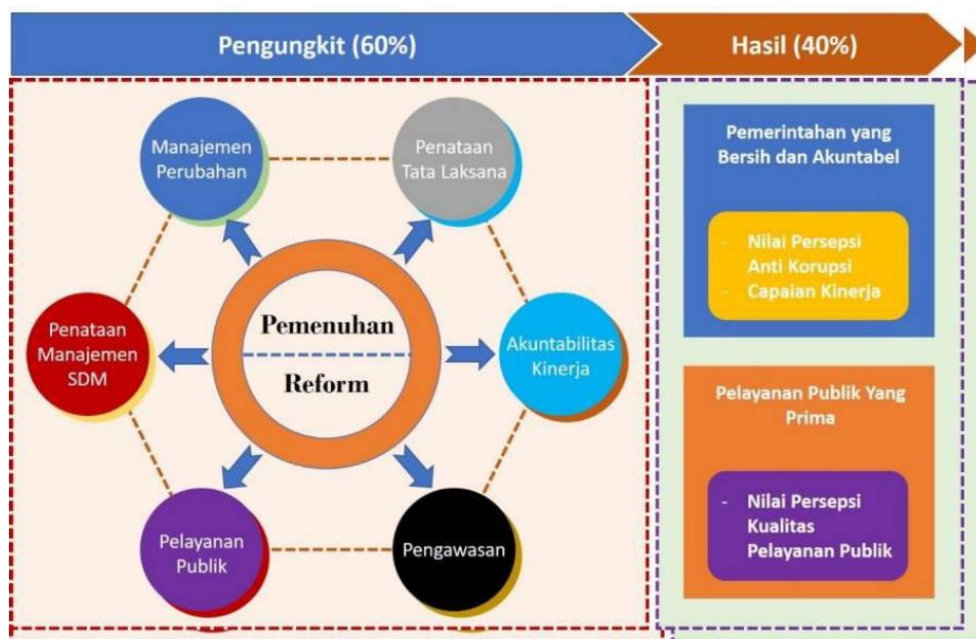 Pengungkit (60%)
Hasil (40%)
Manajemen
Perubahan
Penataan
Tata Laksana
Penataan
Manajemen
SDM
Pemenuhan
Reform
Akuntabilitas
Kinerja
Pelayanan
Publik
Pengawasan
Pemerintahan yang
Bersih dan Akuntabel
- Nilai Persepsi
Anti Korupsi
- Capaian Kinerja
Pelayanan Publik Yang
Prima
- Nilai Persepsi
Kualitas
Pelayanan Publik